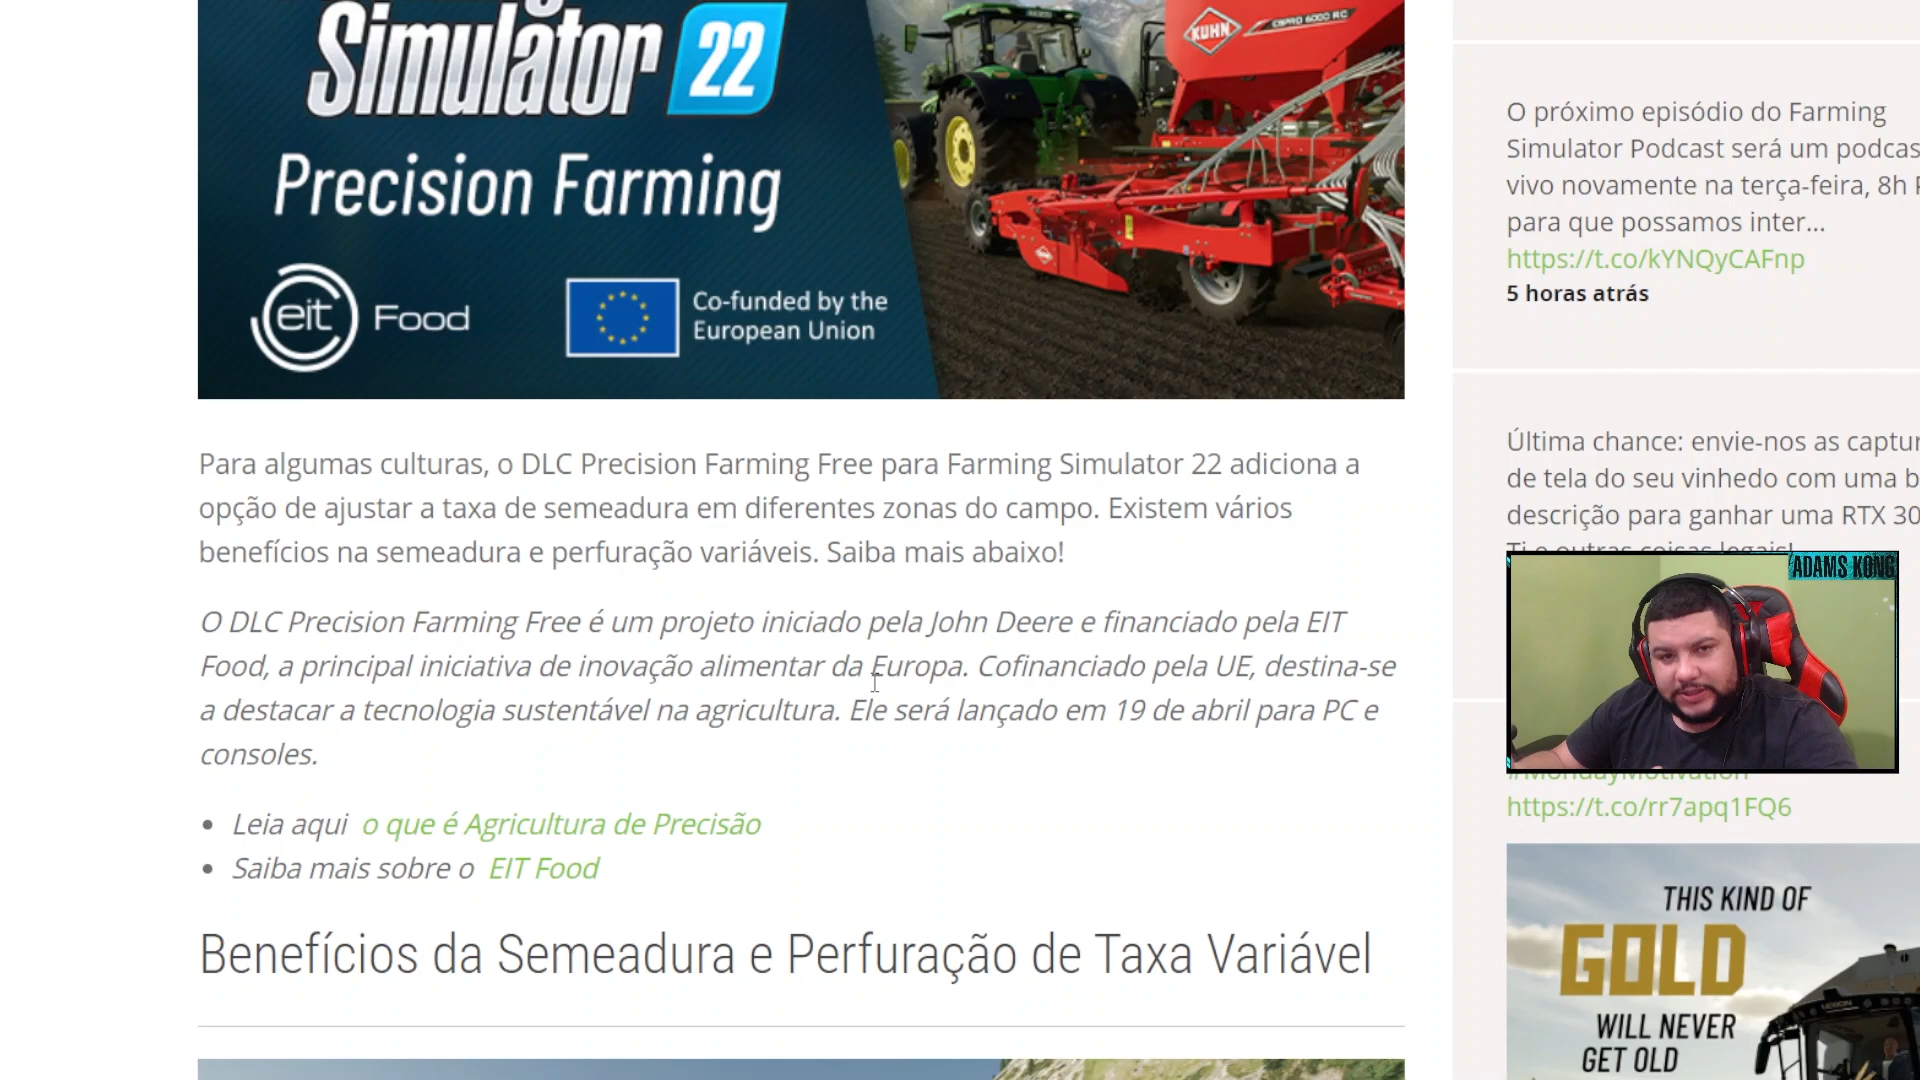 Simulator 22
Precision Farming
eit Food
Co-funded by the
European Union
KUHN
ESPRO 6000 RC
Para algumas culturas, o DLC Precision Farming Free para Farming Simulator 22 adiciona a
opção de ajustar a taxa de semeadura em diferentes zonas do campo. Existem vários
benefícios na semeadura e perfuração variáveis. Saiba mais abaixo!
O DLC Precision Farming Free é um projeto iniciado pela John Deere e financiado pela EIT
Food, a principal iniciativa de inovação alimentar da Europa. Cofinanciado pela UE, destina-se
a destacar a tecnologia sustentável na agricultura. Ele será lançado em 19 de abril para PC e
consoles.
• Leia aqui o que é Agricultura de Precisão
• Saiba mais sobre o EIT Food
Benefícios da Semeadura e Perfuração de Taxa Variável
O próximo episódio do Farming
Simulator Podcast será um podcas
vivo novamente na terça-feira, 8h
para que possamos inter...
https://t.co/kYNQyCAFnp
5 horas atrás
Última chance: envie-nos as captur
de tela do seu vinhedo com uma b
descrição para ganhar uma RTX 30
Ti e outras coisas legais!
ADAMS KONG
#MondayMotivation
https://t.co/rr7apq1FQ6
THIS KIND OF
GOLD
WILL NEVER
GET OLD